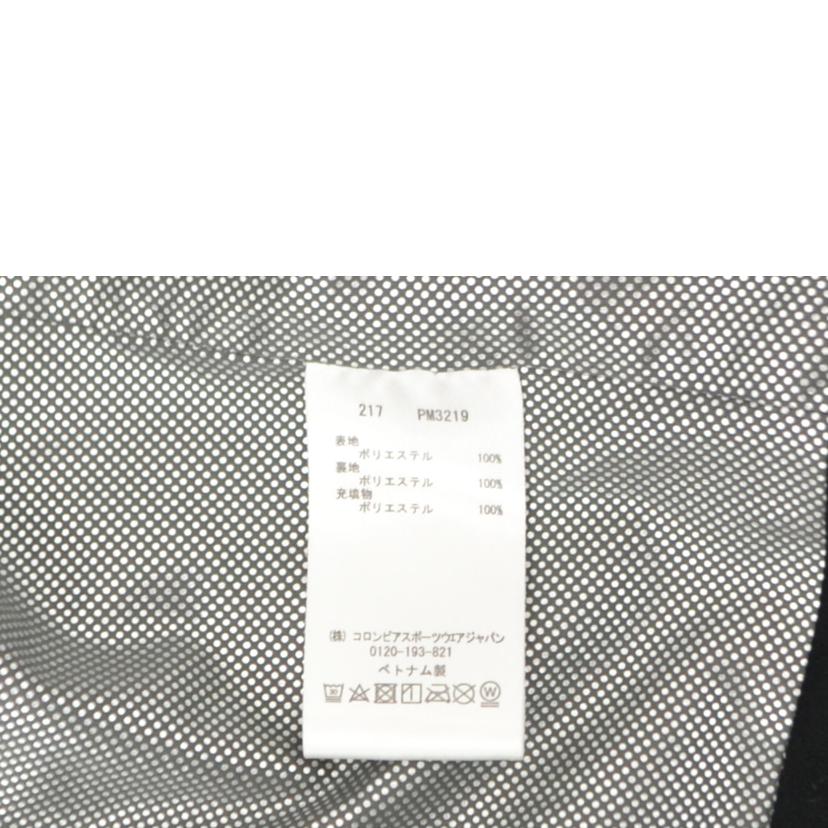 217 PM3219
表地
ポリエステル 100%
裏地
ポリエステル 100%
充填物
ポリエステル 100%
(株) コロンビアスポーツウエアジャパン
0120-193-821
ベトナム製
30 W